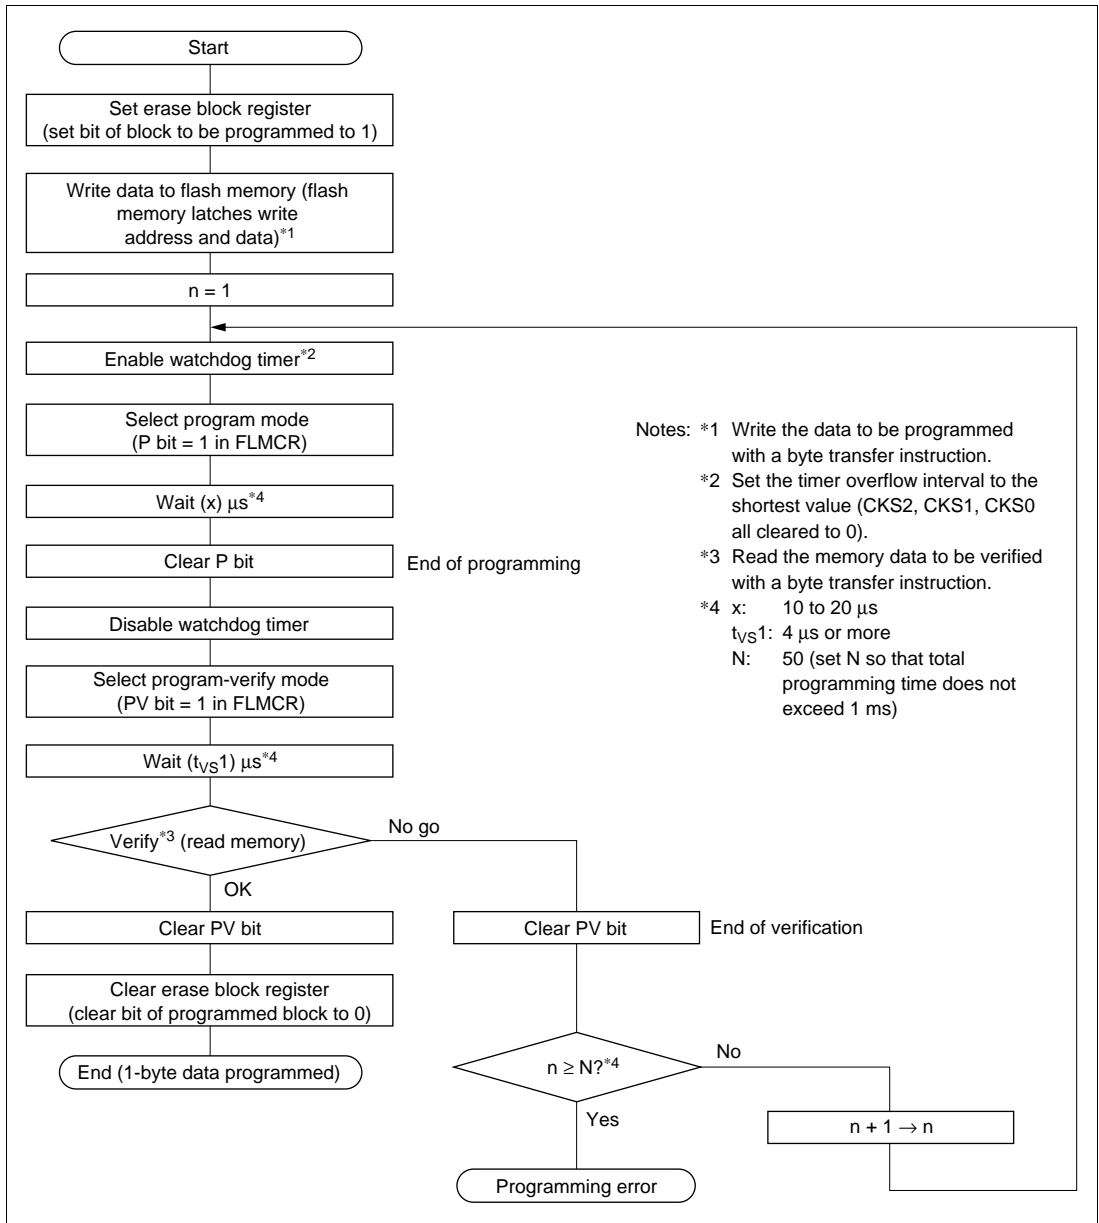 Start
Set erase block register
(set bit of block to be programmed to 1)
Write data to flash memory (flash
memory latches write
address and data)*1
n = 1
Enable watchdog timer*2
Select program mode
(P bit = 1 in FLMCR)
Wait (x) μs*4
Clear P bit
End of programming
Disable watchdog timer
Select program-verify mode
(PV bit = 1 in FLMCR)
Wait (tVS1) μs*4
Verify*3 (read memory)
No go
OK
Clear PV bit
Clear erase block register
(clear bit of programmed block to 0)
End (1-byte data programmed)
Clear PV bit
End of verification
n ≥ N?*4
No
Yes
n + 1 → n
Programming error
Notes: *1 Write the data to be programmed
with a byte transfer instruction.
*2 Set the timer overflow interval to the
shortest value (CKS2, CKS1, CKS0
all cleared to 0).
*3 Read the memory data to be verified
with a byte transfer instruction.
*4 x: 10 to 20 μs
tVS1: 4 μs or more
N: 50 (set N so that total
programming time does not
exceed 1 ms)